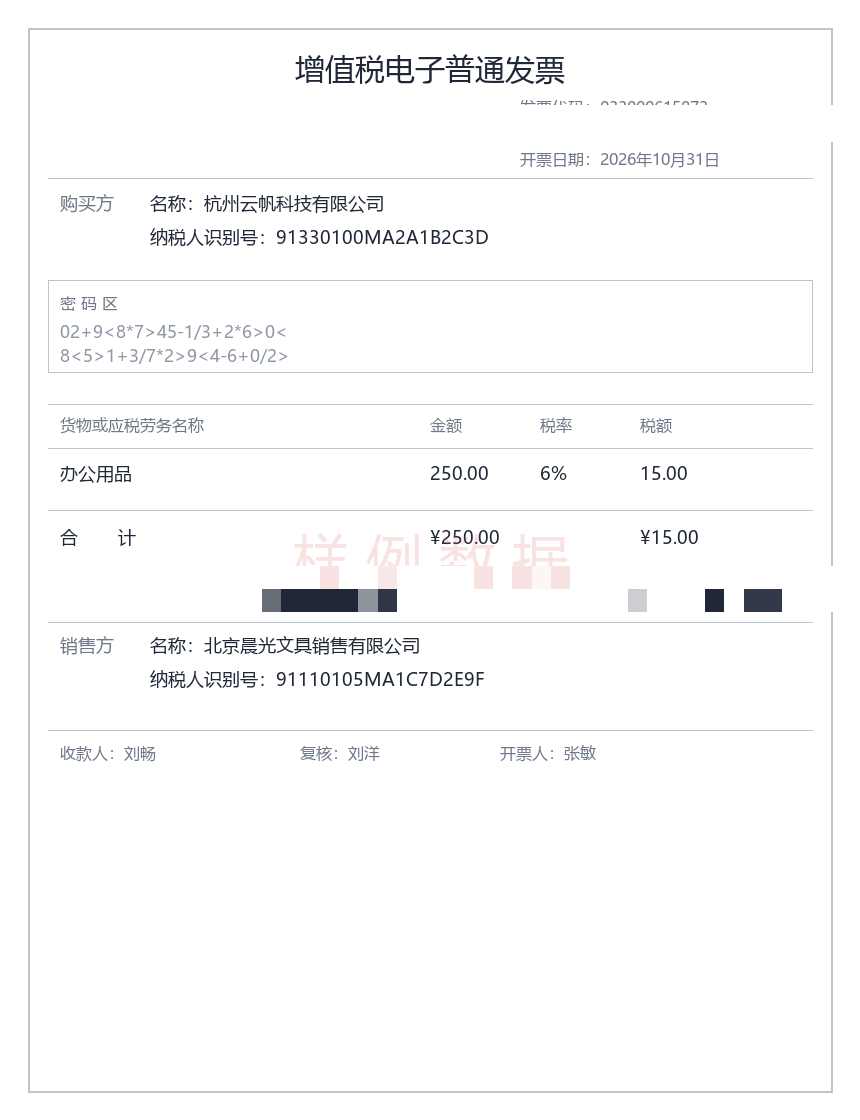 增值税电子普通发票
开票日期：2026年10月31日
购买方 名称：杭州云帆科技有限公司
纳税人识别号：91330100MA2A1B2C3D
密 码 区
02+9<8*7>45-1/3+2*6>0<
8<5>1+3/7*2>9<4-6+0/2>
货物或应税劳务名称 金额 税率 税额
办公用品 250.00 6% 15.00
合 计 ¥250.00 ¥15.00
样例数据
销售方 名称：北京晨光文具销售有限公司
纳税人识别号：91110105MA1C7D2E9F
收款人：刘畅 复核：刘洋 开票人：张敏